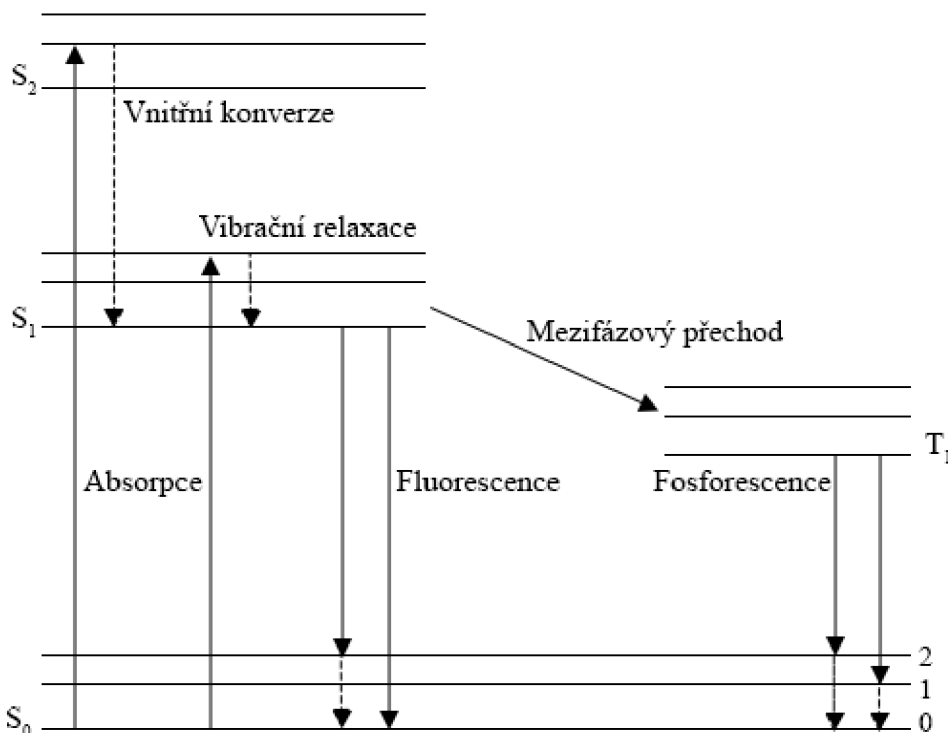 S2
Vnitřní konverze
Vibrační relaxace
S1
Mezifázový přechod
T1
Absorpce
Fluorescence
Fosforescence
2
1
S0
0